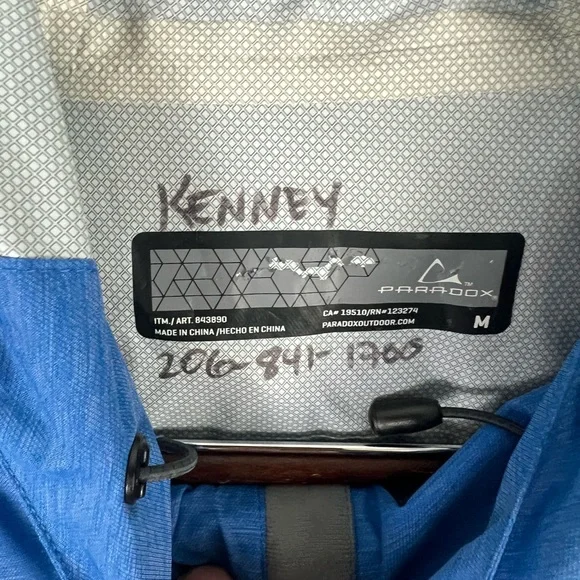 KENNEY
PARADOX™
ITM./ ART. 843890
MADE IN CHINA /HECHO EN CHINA
CA# 19510/RN#123274
PARADOXOUTDOOR.COM
M
206-841-1700